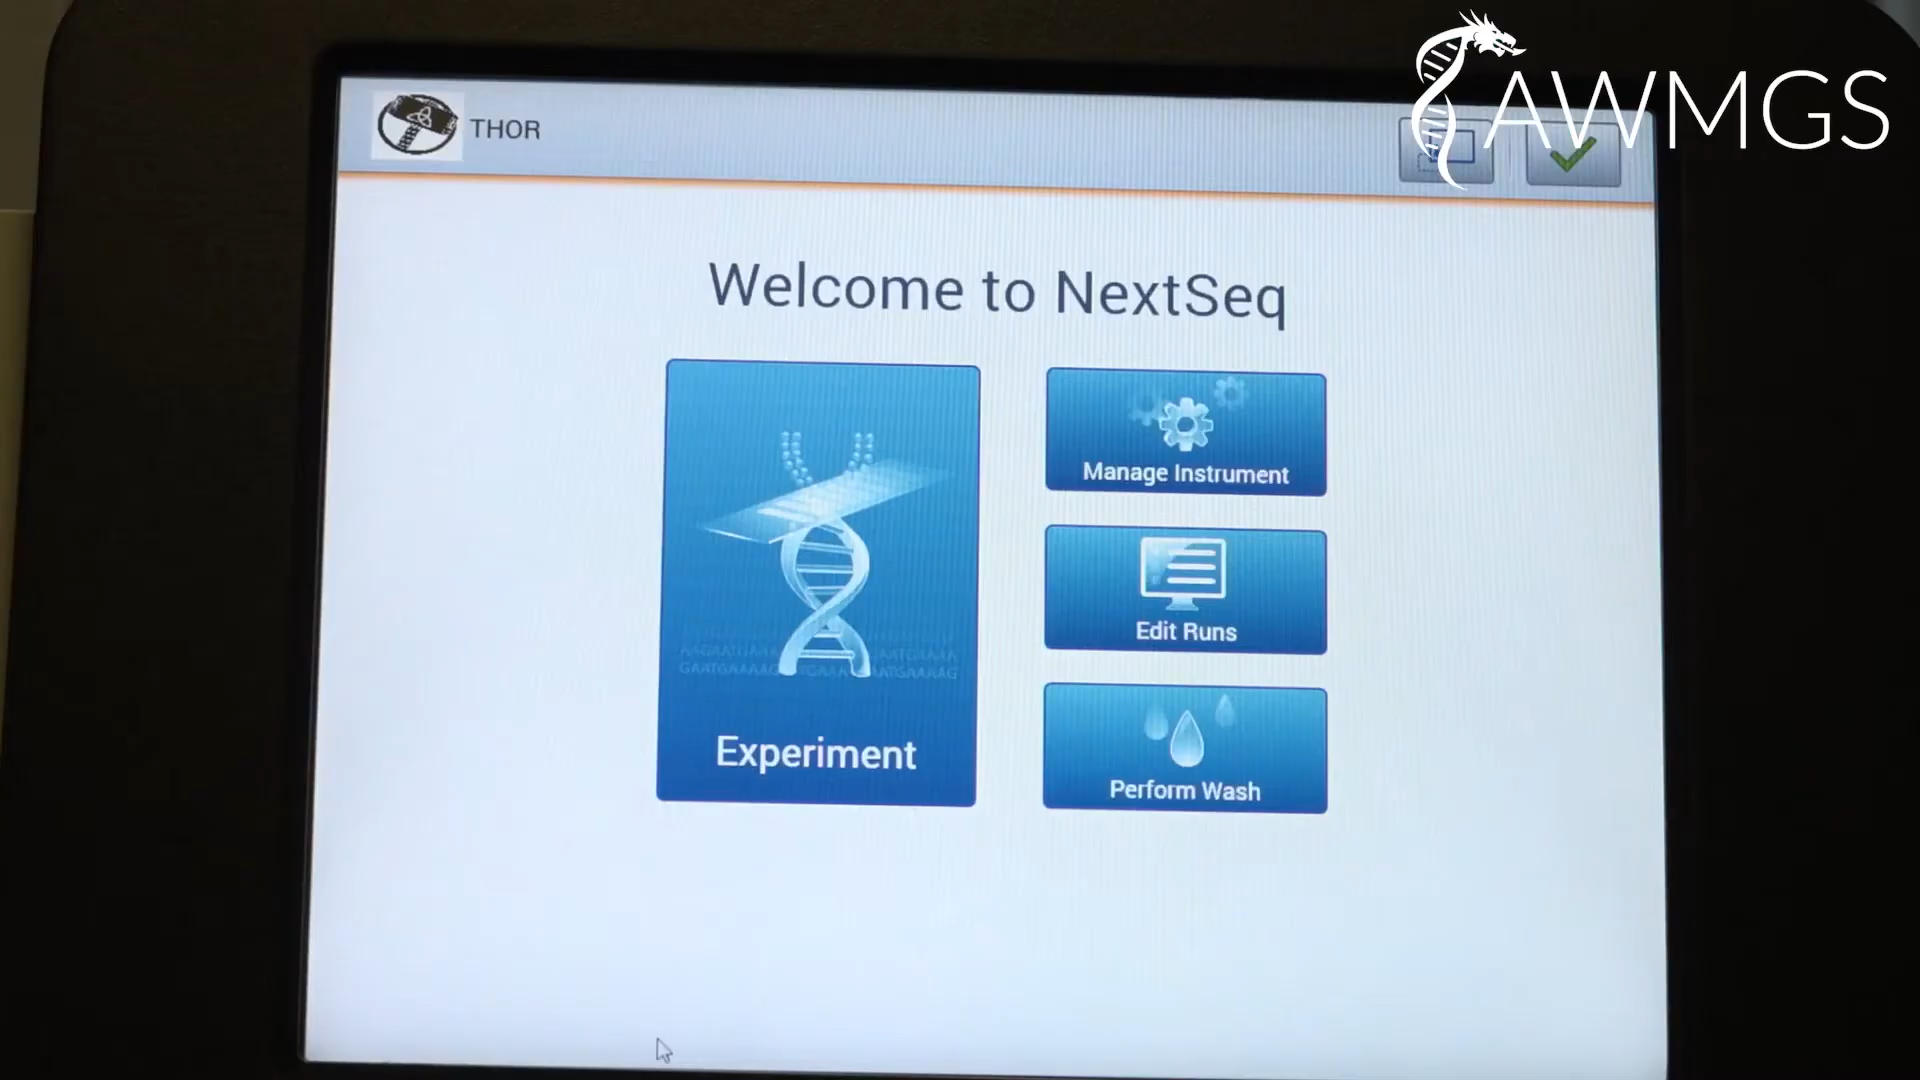 AWMGS
THOR
Welcome to NextSeq
Manage Instrument
Edit Runs
Experiment
Perform Wash